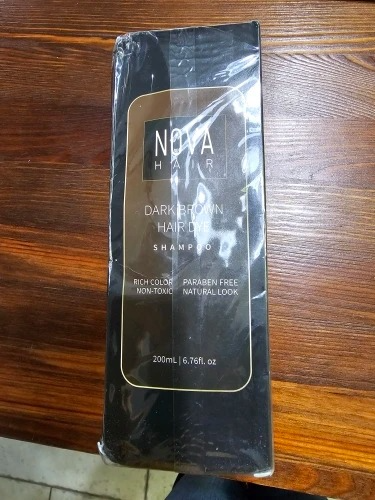 NOVA
HAIR
DARK BROWN
HAIR DYE
SHAMPOO
RICH COLOR PARABEN FREE
NON-TOXIC NATURAL LOOK
200mL | 6.76fl. oz